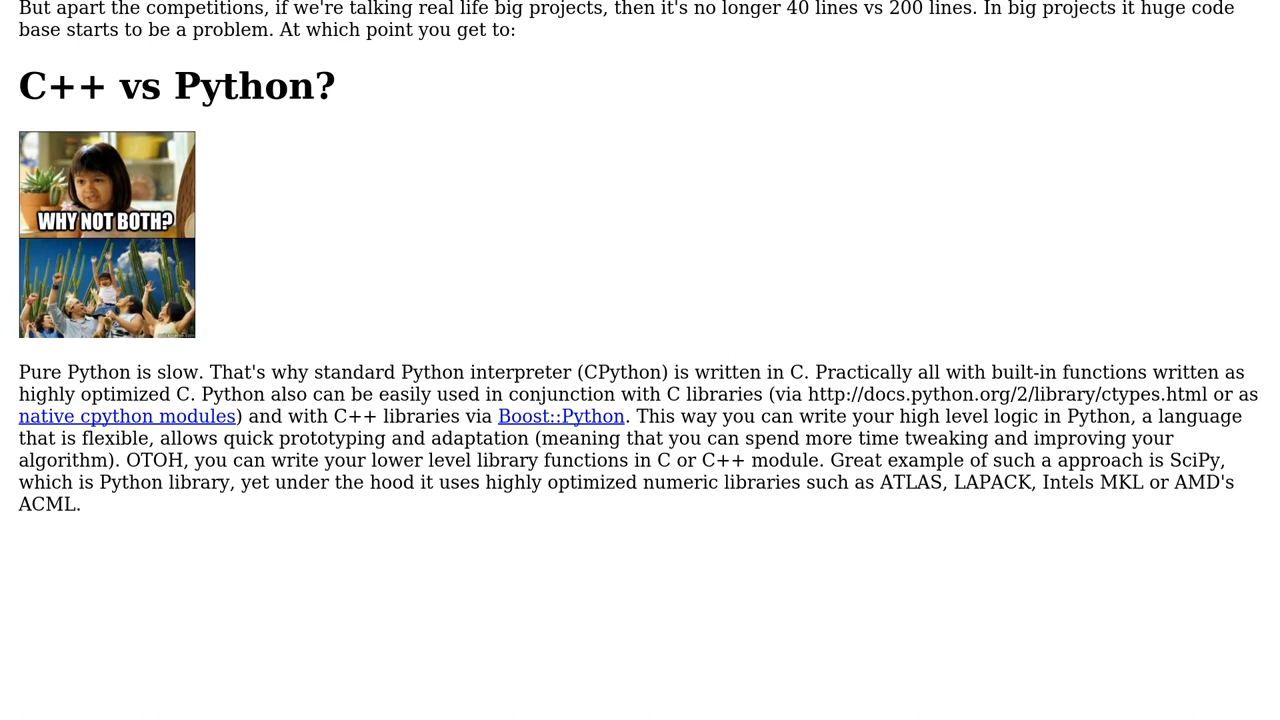 But apart the competitions, if we're talking real life big projects, then it's no longer 40 lines vs 200 lines. In big projects it huge code
base starts to be a problem. At which point you get to:
C++ vs Python?
WHY NOT BOTH?
Pure Python is slow. That's why standard Python interpreter (CPython) is written in C. Practically all with built-in functions written as
highly optimized C. Python also can be easily used in conjunction with C libraries (via http://docs.python.org/2/library/ctypes.html or as
native cpython modules) and with C++ libraries via Boost::Python. This way you can write your high level logic in Python, a language
that is flexible, allows quick prototyping and adaptation (meaning that you can spend more time tweaking and improving your
algorithm). OTOH, you can write your lower level library functions in C or C++ module. Great example of such a approach is SciPy,
which is Python library, yet under the hood it uses highly optimized numeric libraries such as ATLAS, LAPACK, Intels MKL or AMD's
ACML.